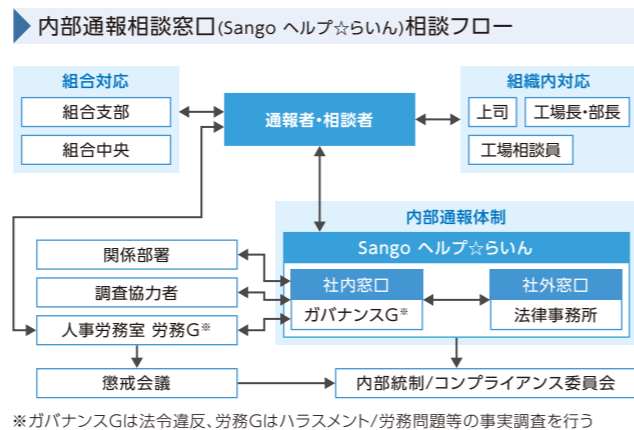 内部通報相談窓口(Sango ヘルプ☆らいん)相談フロー
組合対応
組合支部
組合中央
通報者・相談者
組織内対応
上司
工場長・部長
工場相談員
内部通報体制
Sango ヘルプ☆らいん
社内窓口
ガバナンスG※
社外窓口
法律事務所
関係部署
調査協力者
人事労務室 労務G※
懲戒会議
内部統制/コンプライアンス委員会
※ガバナンスGは法令違反、労務Gはハラスメント/労務問題等の事実調査を行う